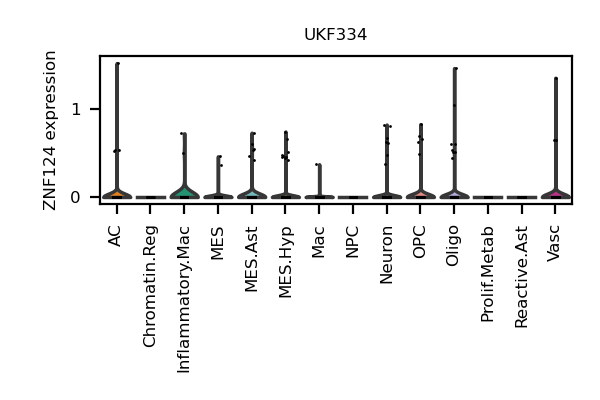 UKF334
ZNF124 expression
1
0
AC
Chromatin.Reg
Inflammatory.Mac
MES
MES.Ast
MES.Hyp
Mac
NPC
Neuron
OPC
Oligo
Prolif.Metab
Reactive.Ast
Vasc